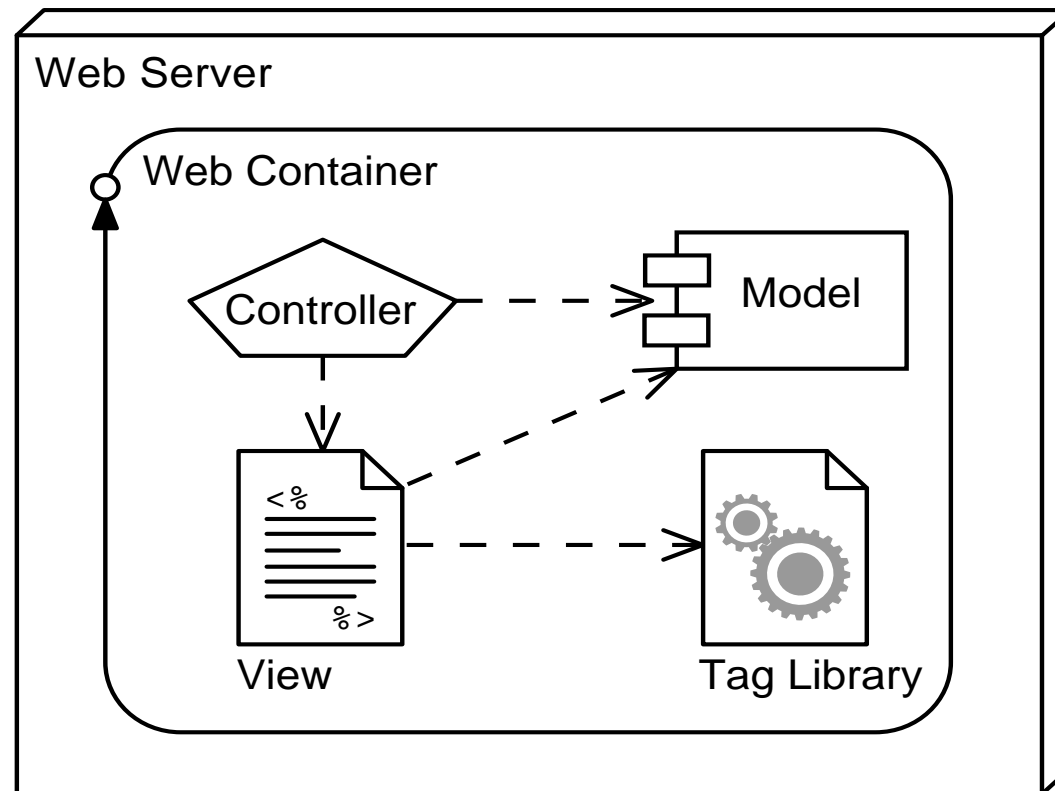 Web Server
Web Container
Controller
Model
<%
%>
View
Tag Library